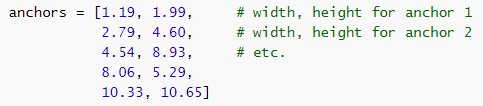 anchors = [1.19, 1.99,     # width, height for anchor 1
           2.79, 4.60,     # width, height for anchor 2
           4.54, 8.93,     # etc.
           8.06, 5.29,
           10.33, 10.65]